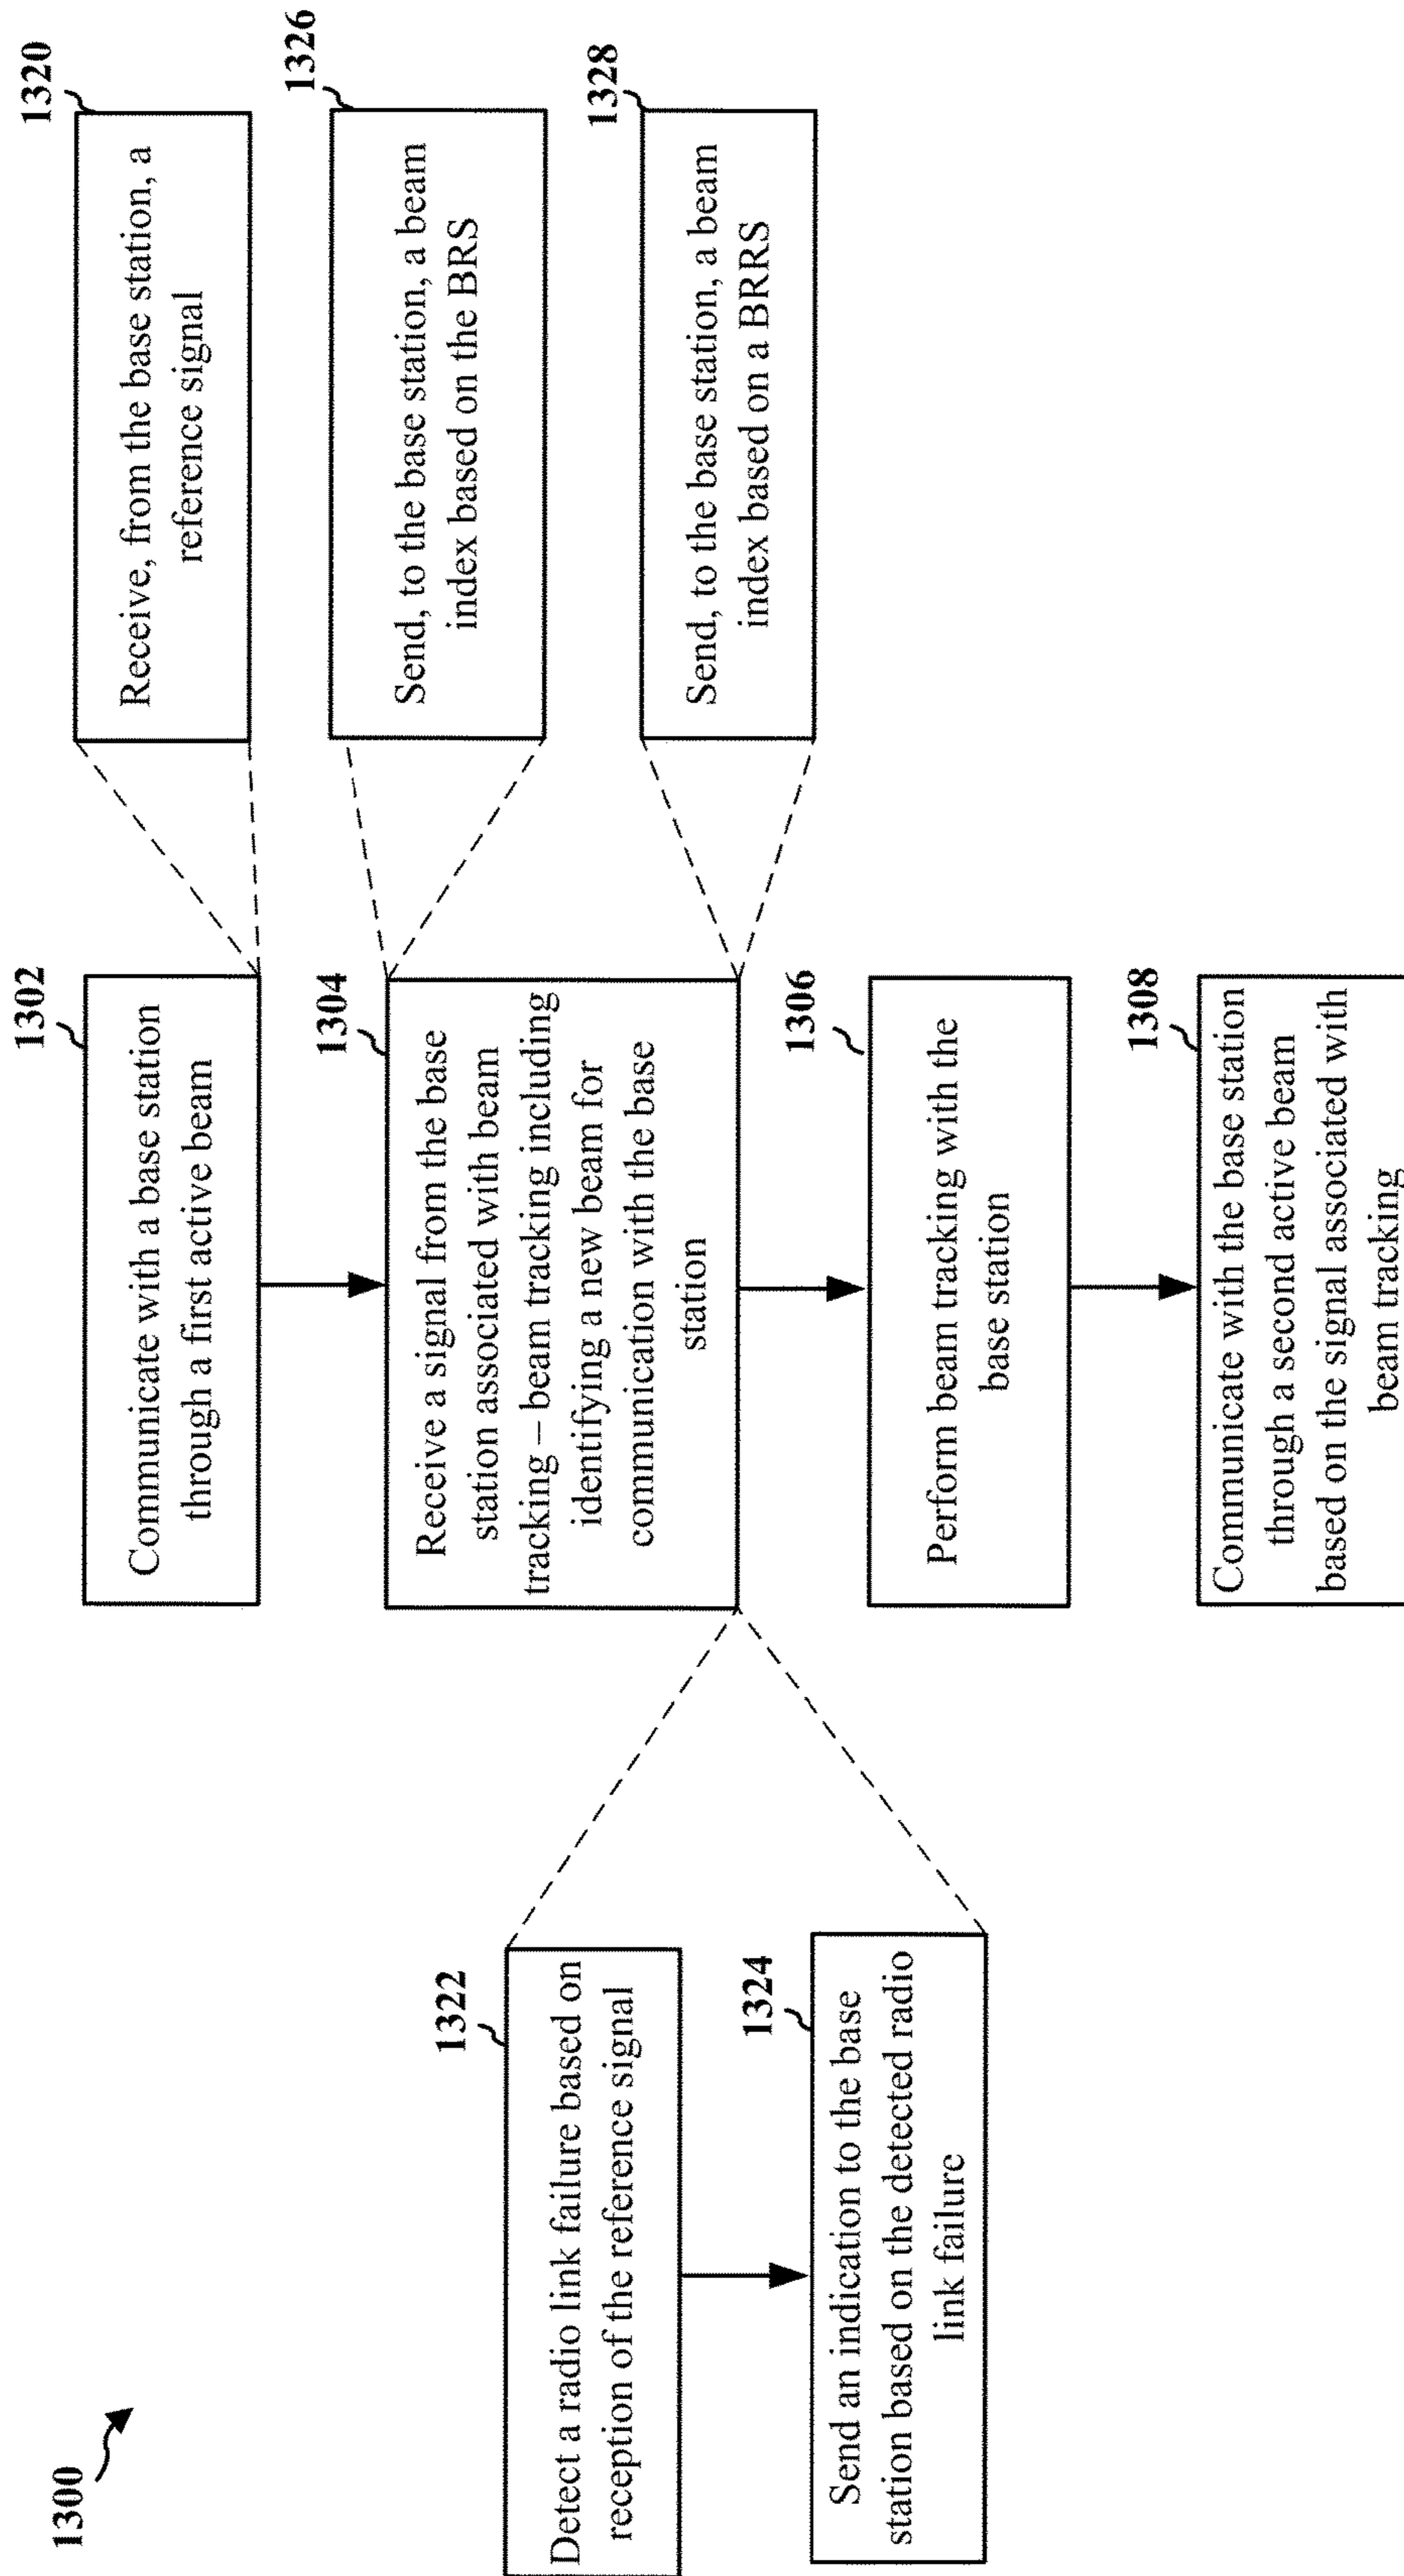 1300
1302
Communicate with a base station
through a first active beam
1320
Receive, from the base station, a
reference signal
1304
Receive a signal from the base
station associated with beam
tracking – beam tracking including
identifying a new beam for
communication with the base
station
1326
Send, to the base station, a beam
index based on the BRS
1328
Send, to the base station, a beam
index based on a BRRS
1322
Detect a radio link failure based on
reception of the reference signal
1324
Send an indication to the base
station based on the detected radio
link failure
1306
Perform beam tracking with the
base station
1308
Communicate with the base station
through a second active beam
based on the signal associated with
beam tracking